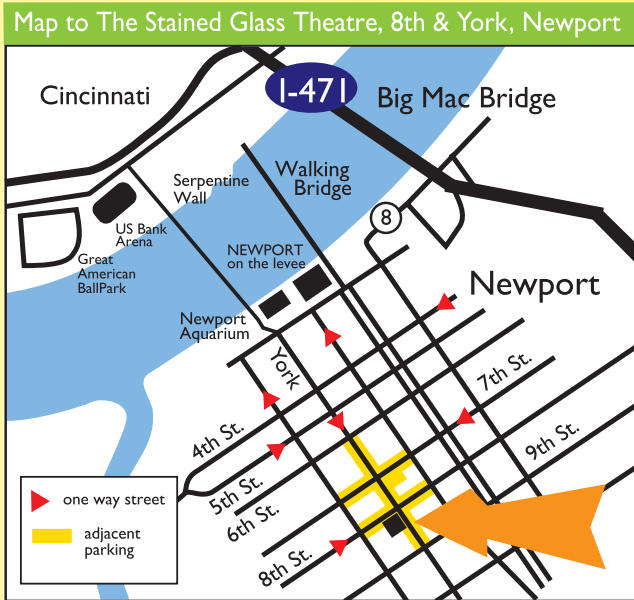 Map to The Stained Glass Theatre, 8th & York, Newport
Cincinnati
I-471
Big Mac Bridge
Serpentine
Wall
Walking
Bridge
8
US Bank
Arena
Great
American
BallPark
NEWPORT
on the levee
Newport
Newport
Aquarium
York
7th St.
4th St.
9th St.
5th St.
6th St.
8th St.
one way street
adjacent
parking